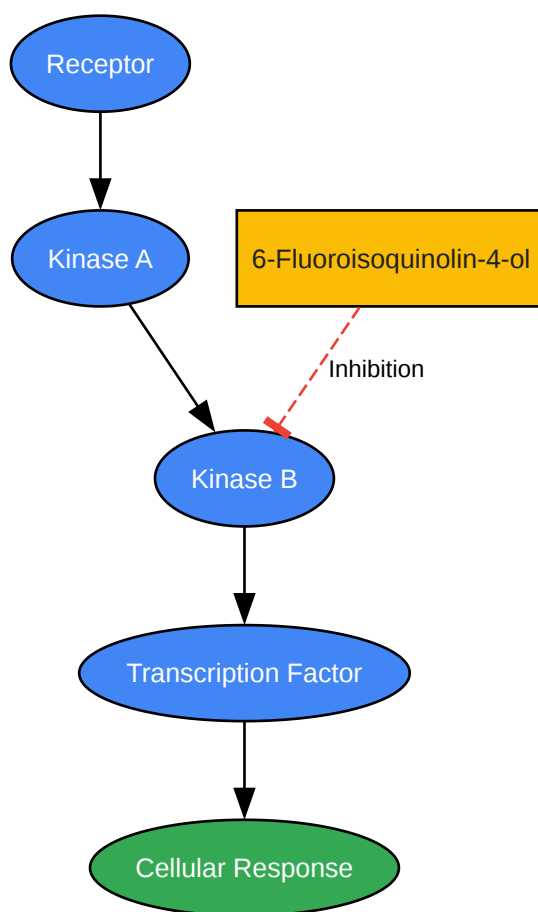 Receptor
Kinase A
6-Fluoroisoquinolin-4-ol
Inhibition
Kinase B
Transcription Factor
Cellular Response